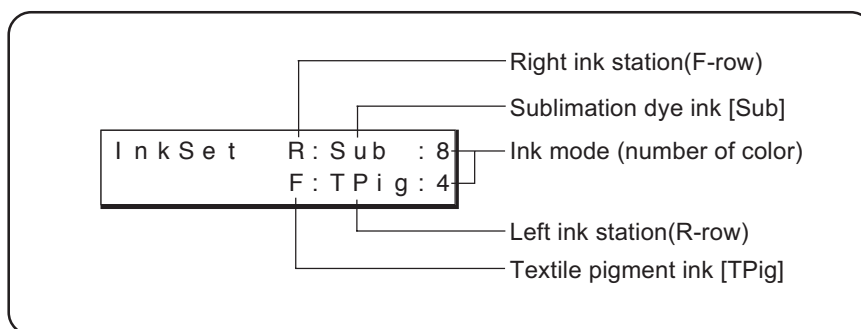 Right ink station(F-row)
Sublimation dye ink [Sub]
InkSet R:Sub :8
Ink mode (number of color)
F:TPig:4
Left ink station(R-row)
Textile pigment ink [TPig]